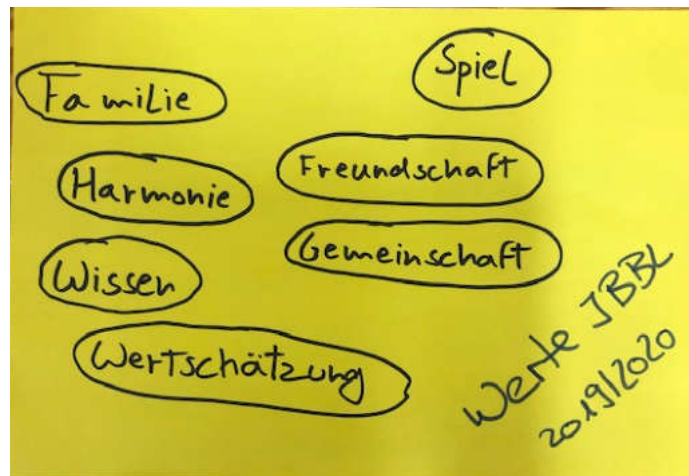 Familie
Spiel
Harmonie
Freundschaft
Wissen
Gemeinschaft
Wertschätzung
Werte JBBL
2019/2020